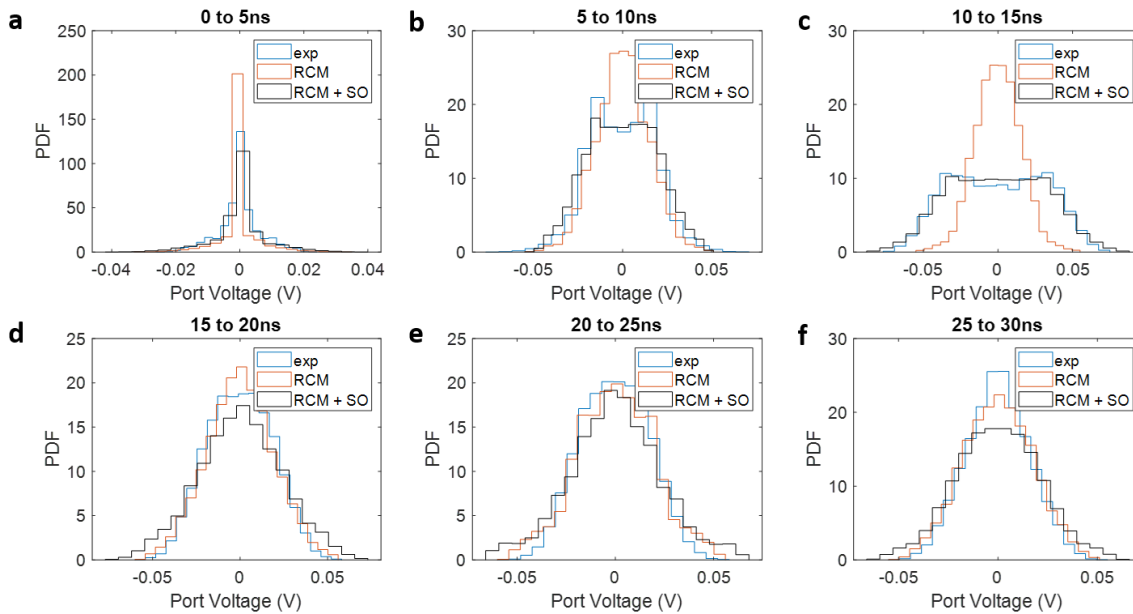 a
0 to 5ns
250
200
150
100
50
0
PDF
exp
RCM
RCM + SO
-0.04 -0.02 0 0.02 0.04
Port Voltage (V)
b
5 to 10ns
30
20
10
0
PDF
exp
RCM
RCM + SO
-0.05 0 0.05
Port Voltage (V)
c
10 to 15ns
30
20
10
0
PDF
exp
RCM
RCM + SO
-0.05 0 0.05
Port Voltage (V)
d
15 to 20ns
25
20
15
10
5
0
PDF
exp
RCM
RCM + SO
-0.05 0 0.05
Port Voltage (V)
e
20 to 25ns
25
20
15
10
5
0
PDF
exp
RCM
RCM + SO
-0.05 0 0.05
Port Voltage (V)
f
25 to 30ns
30
20
10
0
PDF
exp
RCM
RCM + SO
-0.05 0 0.05
Port Voltage (V)